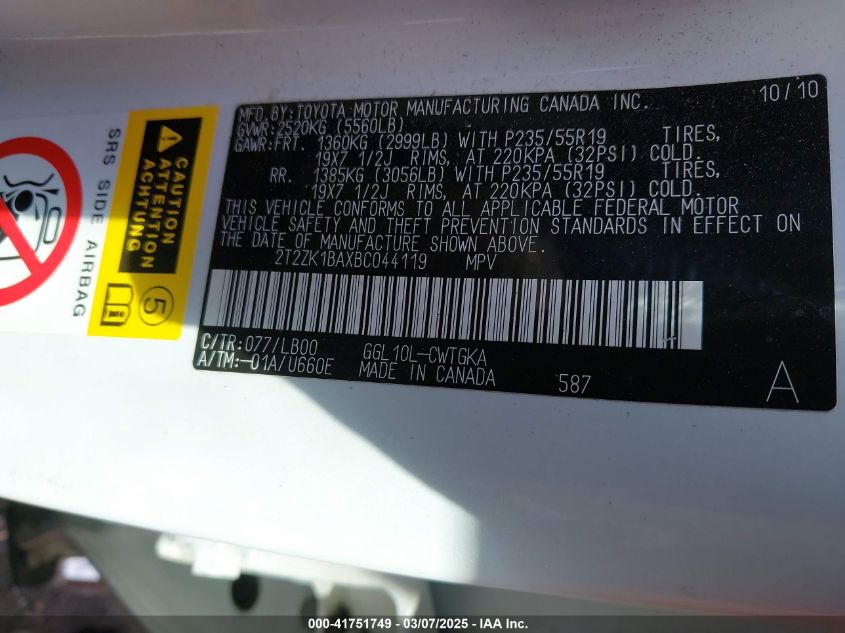 MFD. BY: TOYOTA MOTOR MANUFACTURING CANADA INC. 10/10
GVWR: 2520KG (5560LB)
GAWR: FRT. 1360KG (2999LB) WITH P235/55R19 TIRES,
19X7 1/2J RIMS, AT 220KPA (32PSI) COLD.
RR. 1385KG (3056LB) WITH P235/55R19 TIRES,
19X7 1/2J RIMS, AT 220KPA (32PSI) COLD.
THIS VEHICLE CONFORMS TO ALL APPLICABLE FEDERAL MOTOR
VEHICLE SAFETY AND THEFT PREVENTION STANDARDS IN EFFECT ON
THE DATE OF MANUFACTURE SHOWN ABOVE.
2T2ZK1BAXBC044119 MPV
C/TR: 077/LB00 GGL10L-CWTGKA
A/TM: -01A/U660E MADE IN CANADA 587 A
SRS SIDE AIRBAG
CAUTION
ATTENTION
ACHTUNG
5
000-41751749 - 03/07/2025 - IAA Inc.